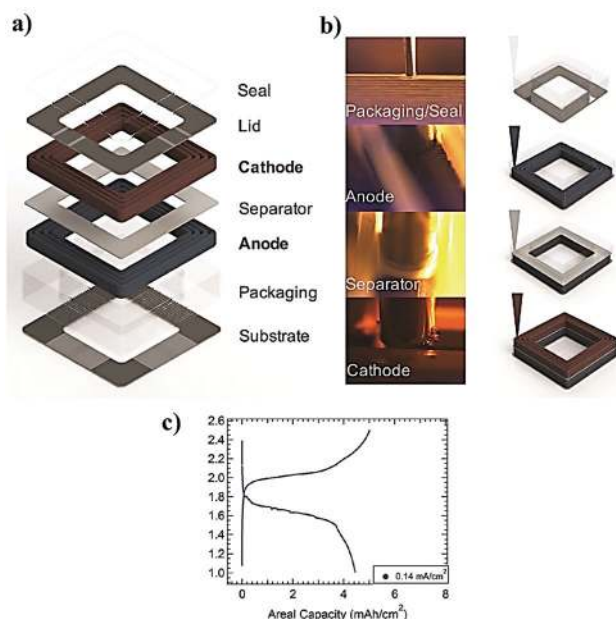 a)
Seal
Lid
Cathode
Separator
Anode
Packaging
Substrate
b)
Packaging/Seal
Anode
Separator
Cathode
c)
2.6
2.4
2.2
2.0
1.8
1.6
1.4
1.2
1.0
0
2
4
6
8
0.14 mA/cm²
Areal Capacity (mAh/cm²)